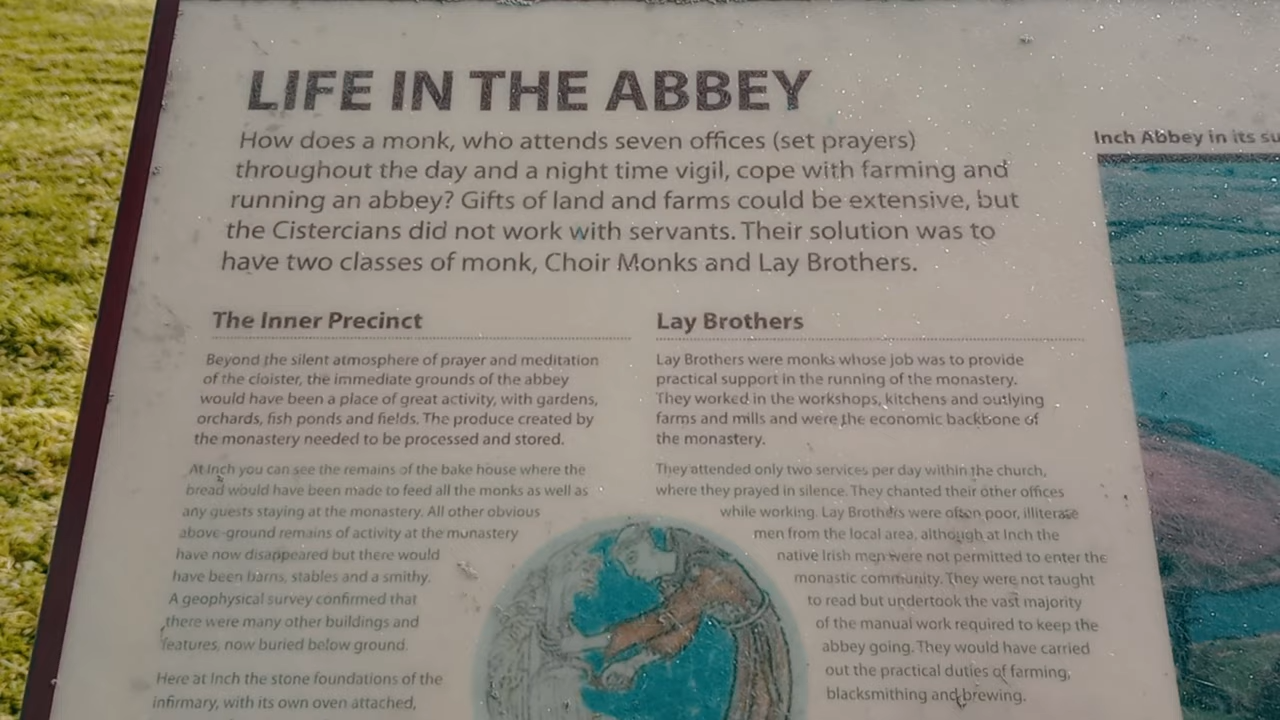 LIFE IN THE ABBEY
How does a monk, who attends seven offices (set prayers)
throughout the day and a night time vigil, cope with farming and
running an abbey? Gifts of land and farms could be extensive, but
the Cistercians did not work with servants. Their solution was to
have two classes of monk, Choir Monks and Lay Brothers.
The Inner Precinct
Beyond the silent atmosphere of prayer and meditation
of the cloister, the immediate grounds of the abbey
would have been a place of great activity, with gardens,
orchards, fish ponds and fields. The produce created by
the monastery needed to be processed and stored.
At Inch you can see the remains of the bake house where the
bread would have been made to feed all the monks as well as
any guests staying at the monastery. All other obvious
above-ground remains of activity at the monastery
have now disappeared but there would
have been barns, stables and a smithy.
A geophysical survey confirmed that
there were many other buildings and
features, now buried below ground.
Here at Inch the stone foundations of the
infirmary, with its own oven attached,
Lay Brothers
Lay Brothers were monks whose job was to provide
practical support in the running of the monastery.
They worked in the workshops, kitchens and outlying
farms and mills and were the economic backbone of
the monastery.
They attended only two services per day within the church,
where they prayed in silence. They chanted their other offices
while working. Lay Brothers were often poor, illiterate
men from the local area, although at Inch the
native Irish men were not permitted to enter the
monastic community. They were not taught
to read but undertook the vast majority
of the manual work required to keep the
abbey going. They would have carried
out the practical duties of farming,
blacksmithing and brewing.
Inch Abbey in its su